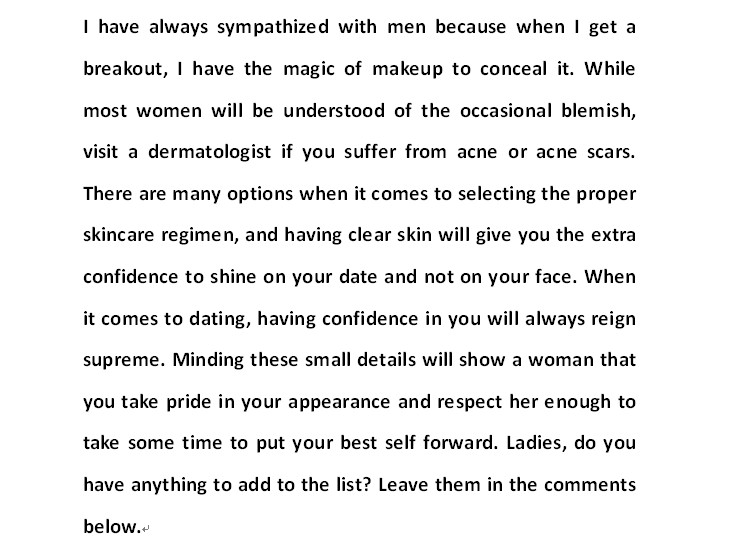 I have always sympathized with men because when I get a
breakout, I have the magic of makeup to conceal it. While
most women will be understood of the occasional blemish,
visit a dermatologist if you suffer from acne or acne scars.
There are many options when it comes to selecting the proper
skincare regimen, and having clear skin will give you the extra
confidence to shine on your date and not on your face. When
it comes to dating, having confidence in you will always reign
supreme. Minding these small details will show a woman that
you take pride in your appearance and respect her enough to
take some time to put your best self forward. Ladies, do you
have anything to add to the list? Leave them in the comments
below.